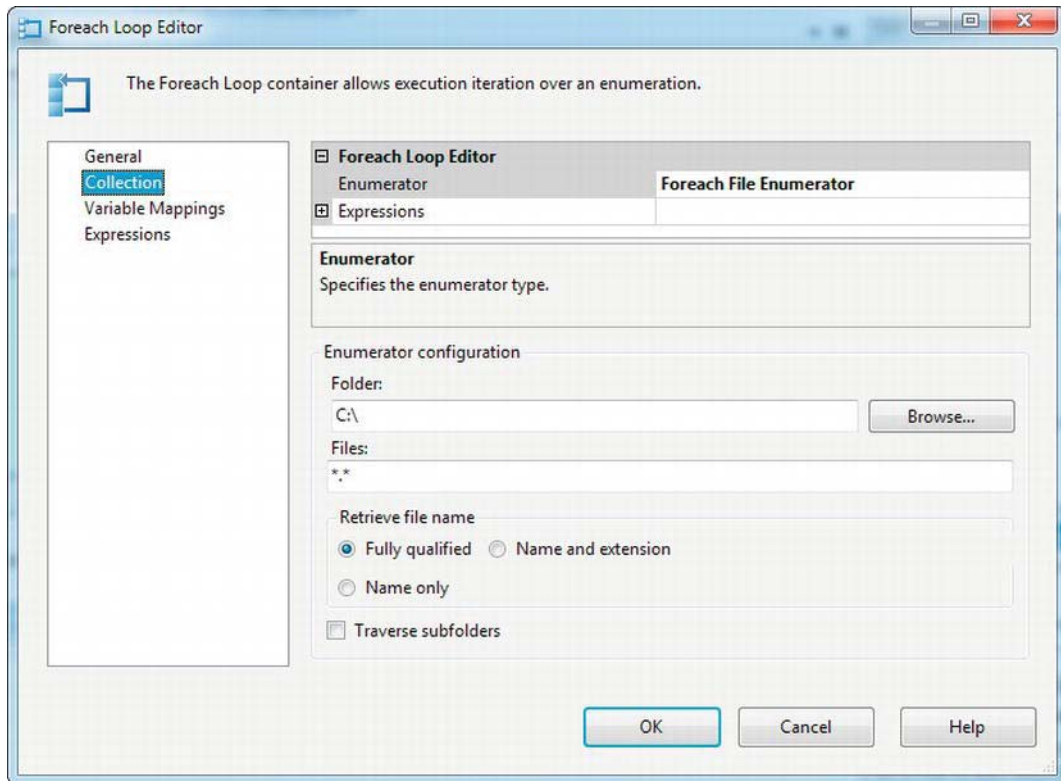 Foreach Loop Editor
The Foreach Loop container allows execution iteration over an enumeration.
General
Collection
Variable Mappings
Expressions
Foreach Loop Editor
Enumerator Foreach File Enumerator
Expressions
Enumerator
Specifies the enumerator type.
Enumerator configuration
Folder:
C:\
Browse...
Files:
*.*
Retrieve file name
Fully qualified Name and extension
Name only
Traverse subfolders
OK Cancel Help